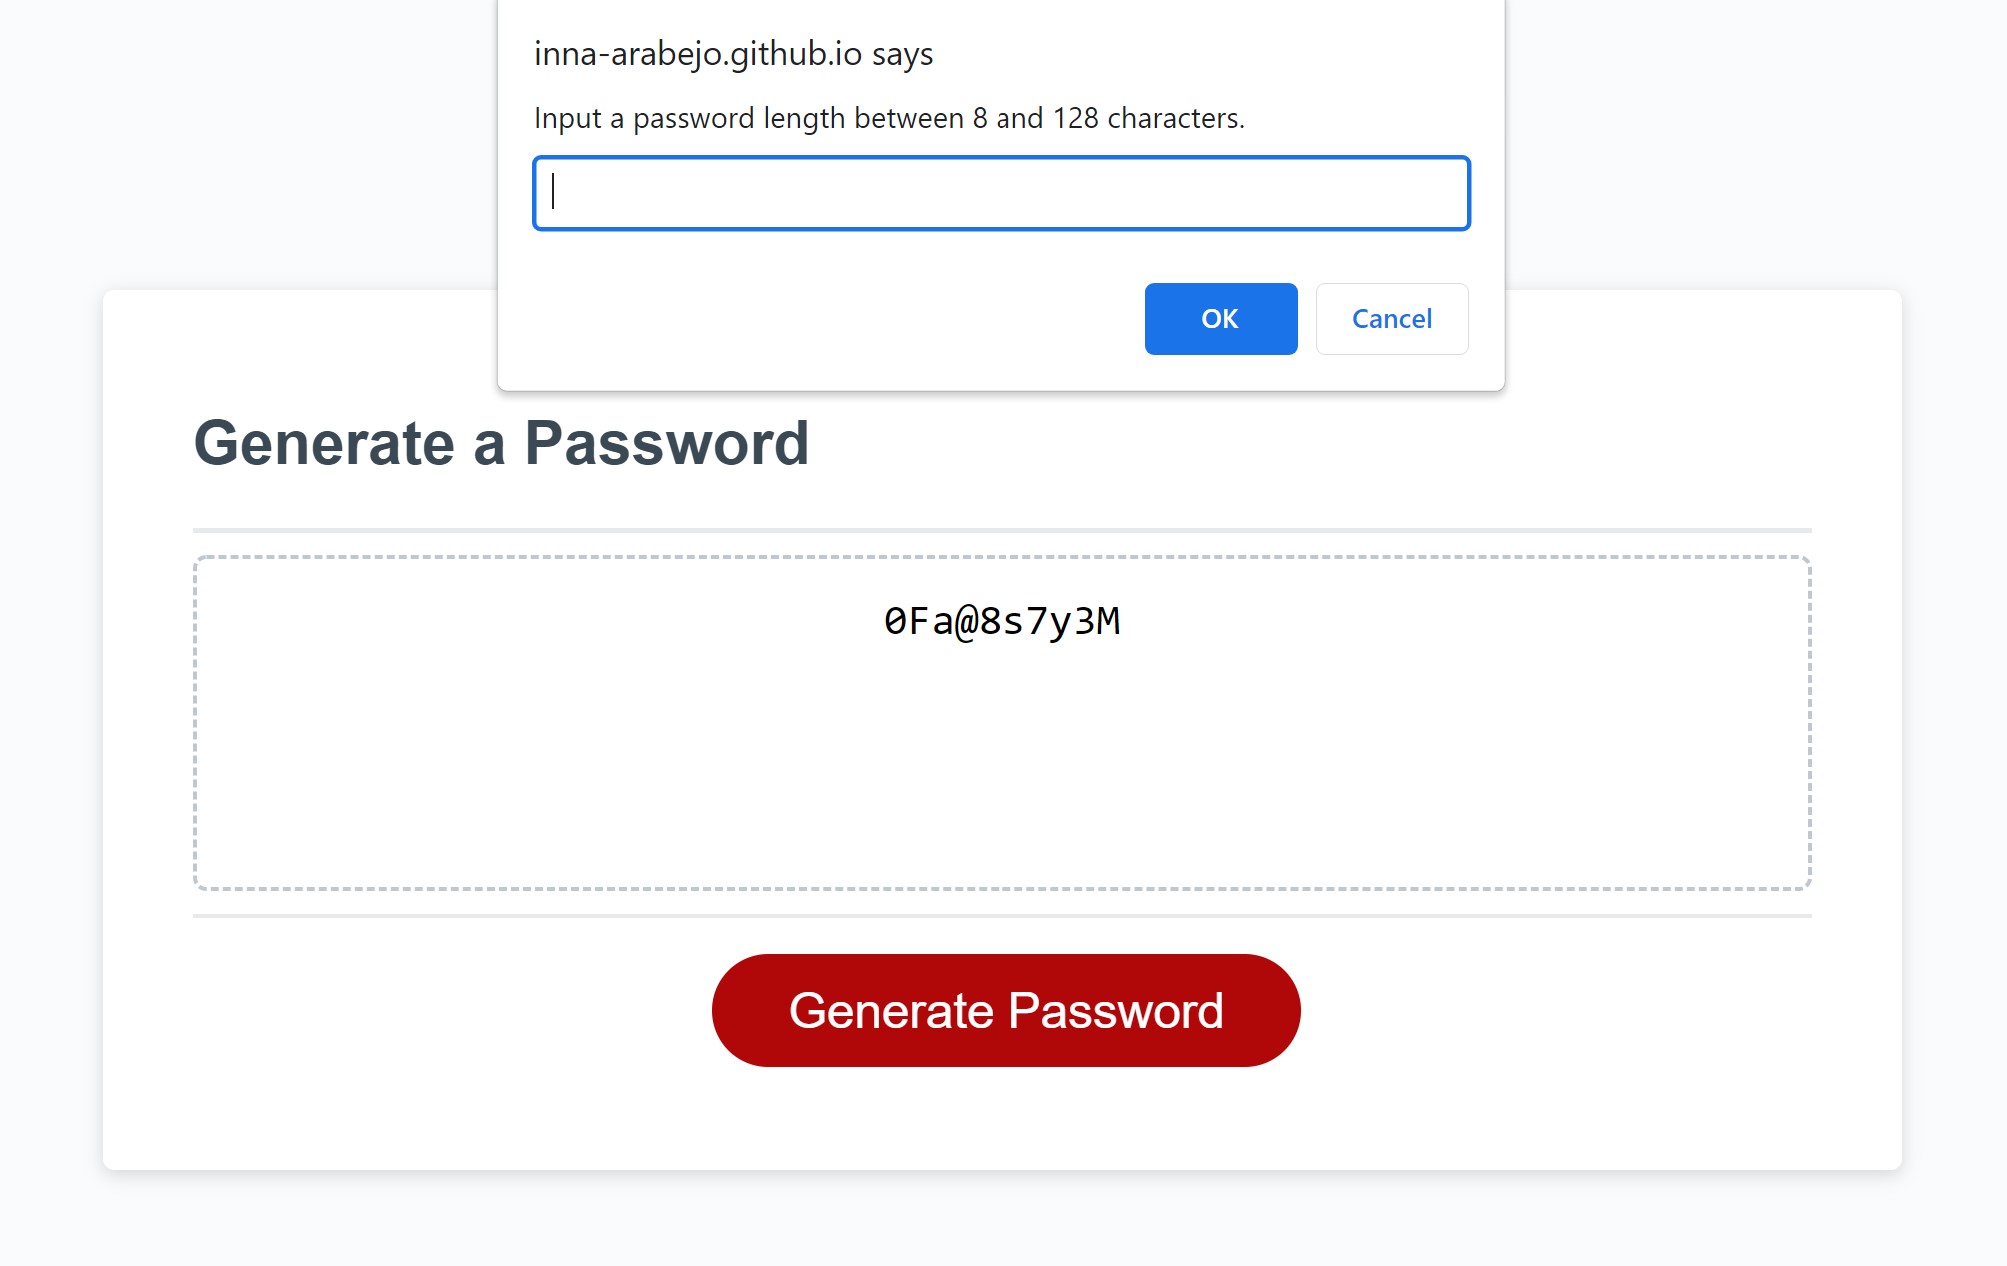 inna-arabejo.github.io says
Input a password length between 8 and 128 characters.
OK
Cancel
Generate a Password
0Fa@8s7y3M
Generate Password